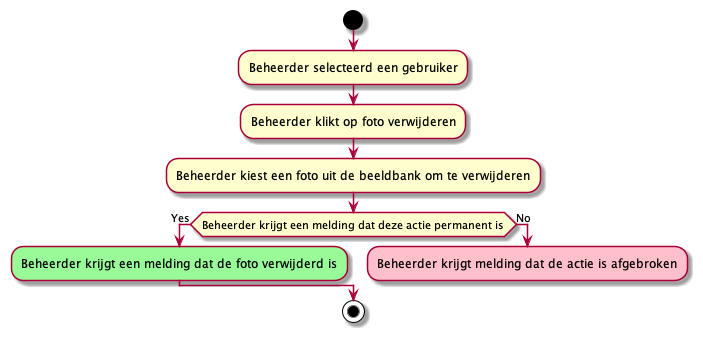 Beheerder selecteerd een gebruiker
Beheerder klikt op foto verwijderen
Beheerder kiest een foto uit de beeldbank om te verwijderen
Yes
Beheerder krijgt een melding dat deze actie permanent is
No
Beheerder krijgt een melding dat de foto verwijderd is
Beheerder krijgt melding dat de actie is afgebroken